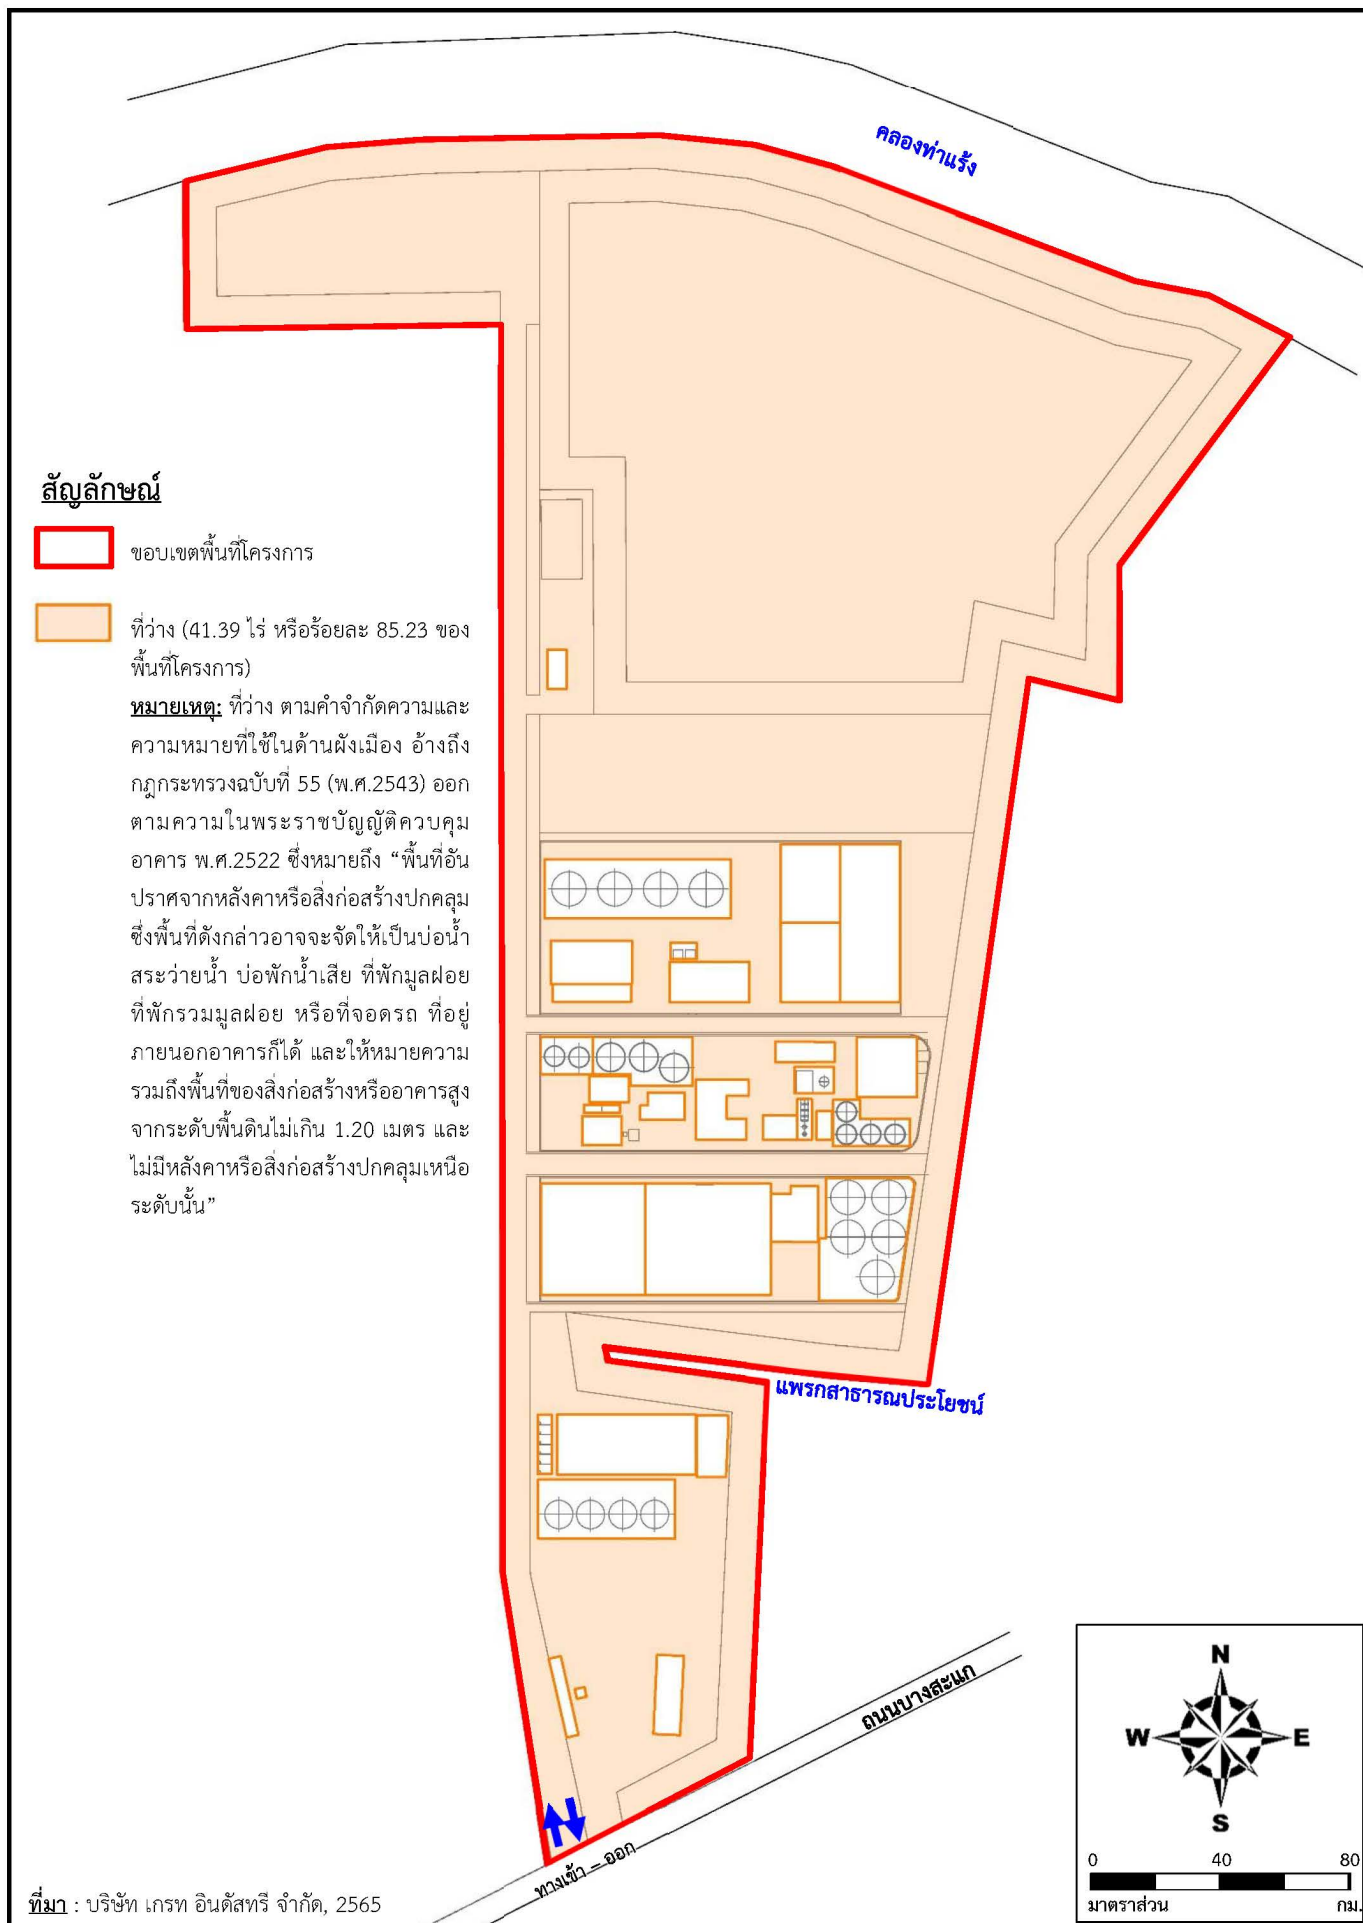 คลองท่าแร้ง
สัญลักษณ์
ขอบเขตพื้นที่โครงการ
ที่ว่าง (41.39 ไร่ หรือร้อยละ 85.23 ของ
พื้นที่โครงการ)
หมายเหตุ: ที่ว่าง ตามคำจำกัดความและ
ความหมายที่ใช้ในด้านผังเมือง อ้างถึง
กฎกระทรวงฉบับที่ 55 (พ.ศ.2543) ออก
ตามความในพระราชบัญญัติควบคุม
อาคาร พ.ศ.2522 ซึ่งหมายถึง “พื้นที่อัน
ปราศจากหลังคาหรือสิ่งก่อสร้างปกคลุม
ซึ่งพื้นที่ดังกล่าวอาจจะจัดให้เป็นบ่อน้ำ
สระว่ายน้ำ บ่อพักน้ำเสีย ที่พักมูลฝอย
ที่พักรวมมูลฝอย หรือที่จอดรถ ที่อยู่
ภายนอกอาคารก็ได้ และให้หมายความ
รวมถึงพื้นที่ของสิ่งก่อสร้างหรืออาคารสูง
จากระดับพื้นดินไม่เกิน 1.20 เมตร และ
ไม่มีหลังคาหรือสิ่งก่อสร้างปกคลุมเหนือ
ระดับนั้น”
แพรกสาธารณประโยชน์
ถนนบางสะแก
ทางเข้า – ออก
N
W E
S
0 40 80
มาตราส่วน กม.
ที่มา : บริษัท เกรท อินดัสทรี จำกัด, 2565